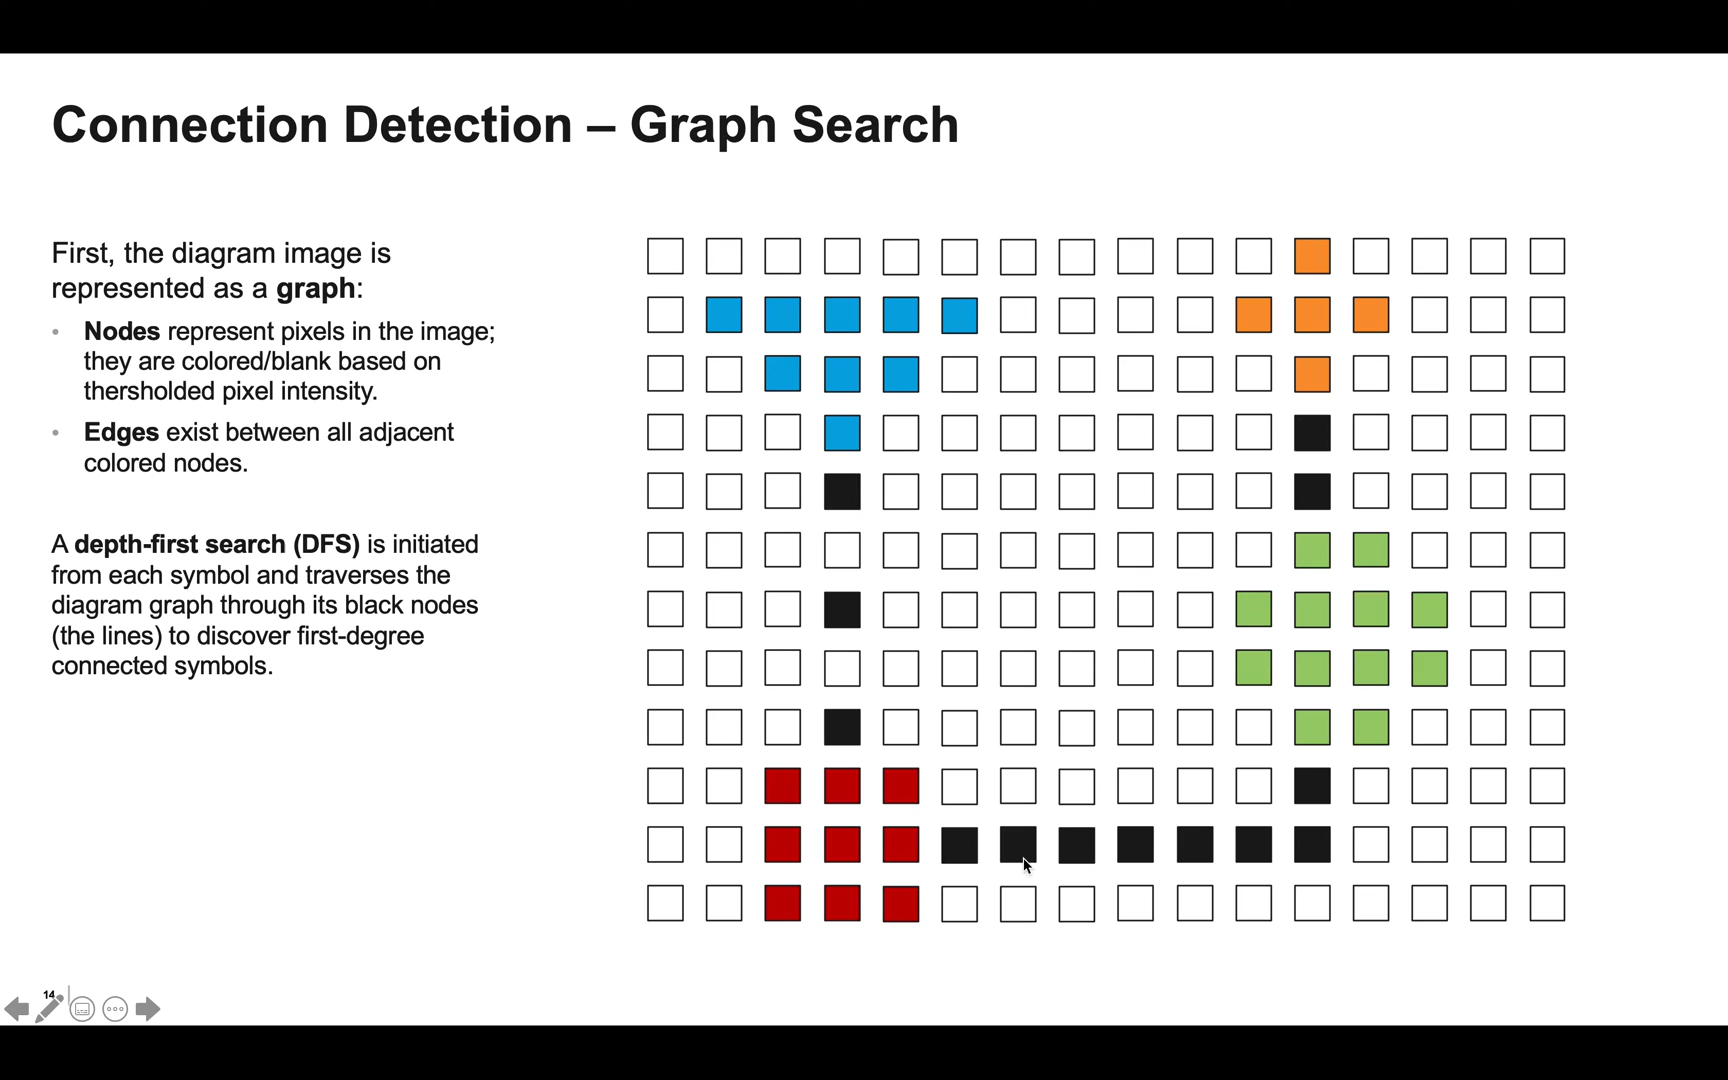 Connection Detection – Graph Search
First, the diagram image is
represented as a graph:
• Nodes represent pixels in the image;
they are colored/blank based on
thersholded pixel intensity.
• Edges exist between all adjacent
colored nodes.
A depth-first search (DFS) is initiated
from each symbol and traverses the
diagram graph through its black nodes
(the lines) to discover first-degree
connected symbols.
14